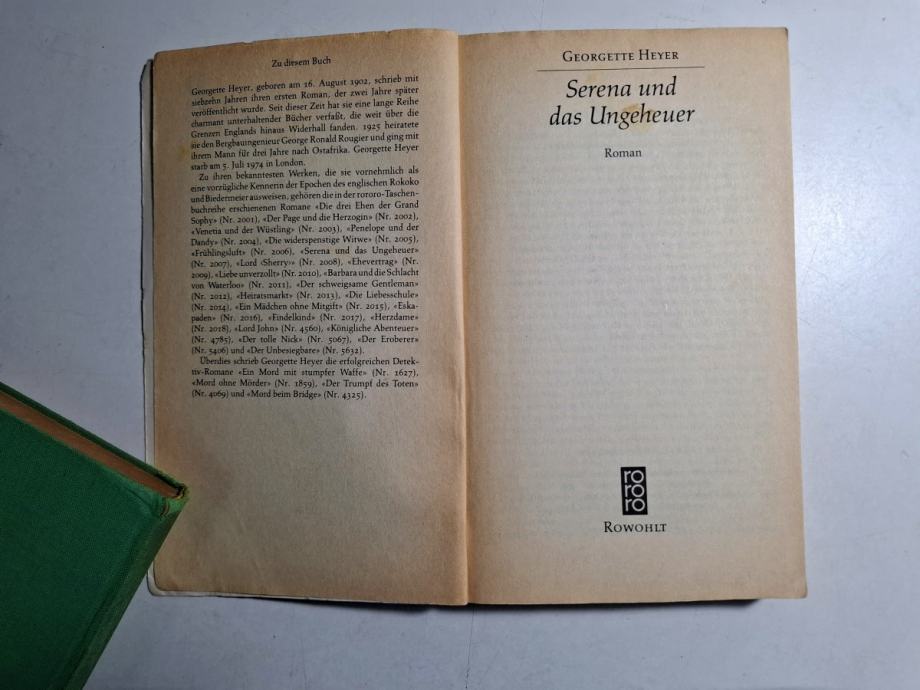 Zu diesem Buch
Georgette Heyer, geboren am 16. August 1902, schrieb mit
siebzehn Jahren ihren ersten Roman, der zwei Jahre später
veröffentlicht wurde. Seit dieser Zeit hat sie eine lange Reihe
charmant unterhaltender Bücher verfaßt, die weit über die
Grenzen Englands hinaus Widerhall fanden. 1925 heiratete
sie den Bergbauingenieur George Ronald Rougier und ging mit
ihrem Mann für drei Jahre nach Ostafrika. Georgette Heyer
starb am 5. Juli 1974 in London.
Zu ihren bekanntesten Werken, die sie vornehmlich als
eine vorzügliche Kennerin der Epochen des englischen Rokoko
und Biedermeier ausweisen, gehören die in der rororo-Taschen-
buchreihe erschienenen Romane «Die drei Ehen der Grand
Sophy» (Nr. 2001), «Der Page und die Herzogin» (Nr. 2002),
«Venetia und der Wüstling» (Nr. 2003), «Penelope und der
Dandy» (Nr. 2004), «Die widerspenstige Witwe» (Nr. 2005),
«Frühlingsluft» (Nr. 2006), «Serena und das Ungeheuer»
(Nr. 2007), «Lord ‹Sherry›» (Nr. 2008), «Ehevertrag» (Nr.
2009), «Liebe unverzollt» (Nr. 2010), «Barbara und die Schlacht
von Waterloo» (Nr. 2011), «Der schweigsame Gentleman»
(Nr. 2012), «Heiratsmarkt» (Nr. 2013), «Die Liebesschule»
(Nr. 2014), «Ein Mädchen ohne Mitgift» (Nr. 2015), «Eska-
paden» (Nr. 2016), «Findelkind» (Nr. 2017), «Herzdame»
(Nr. 2018), «Lord John» (Nr. 4560), «Königliche Abenteuer»
(Nr. 4785), «Der tolle Nick» (Nr. 5067), «Der Eroberer»
(Nr. 5406) und «Der Unbesiegbare» (Nr. 5632).
Überdies schrieb Georgette Heyer die erfolgreichen Detek-
tiv-Romane «Ein Mord mit stumpfer Waffe» (Nr. 1627),
«Mord ohne Mörder» (Nr. 1859), «Der Trumpf des Toten»
(Nr. 4069) und «Mord beim Bridge» (Nr. 4325).
GEORGETTE HEYER
Serena und
das Ungeheuer
Roman
ro
ro
ro
ROWOHLT